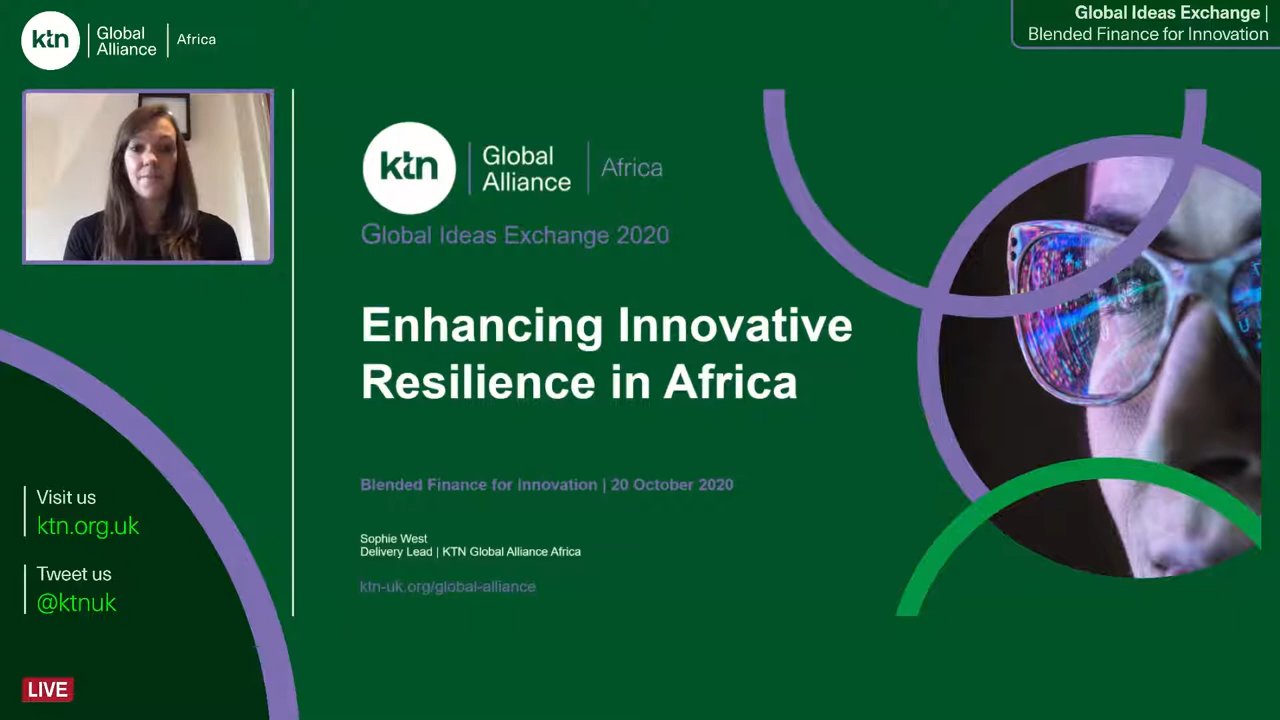 ktn
Global
Alliance
Africa
Global Ideas Exchange |
Blended Finance for Innovation
ktn
Global
Alliance
Africa
Global Ideas Exchange 2020
Enhancing Innovative
Resilience in Africa
Blended Finance for Innovation | 20 October 2020
Sophie West
Delivery Lead | KTN Global Alliance Africa
ktn-uk.org/global-alliance
Visit us
ktn.org.uk
Tweet us
@ktnuk
LIVE